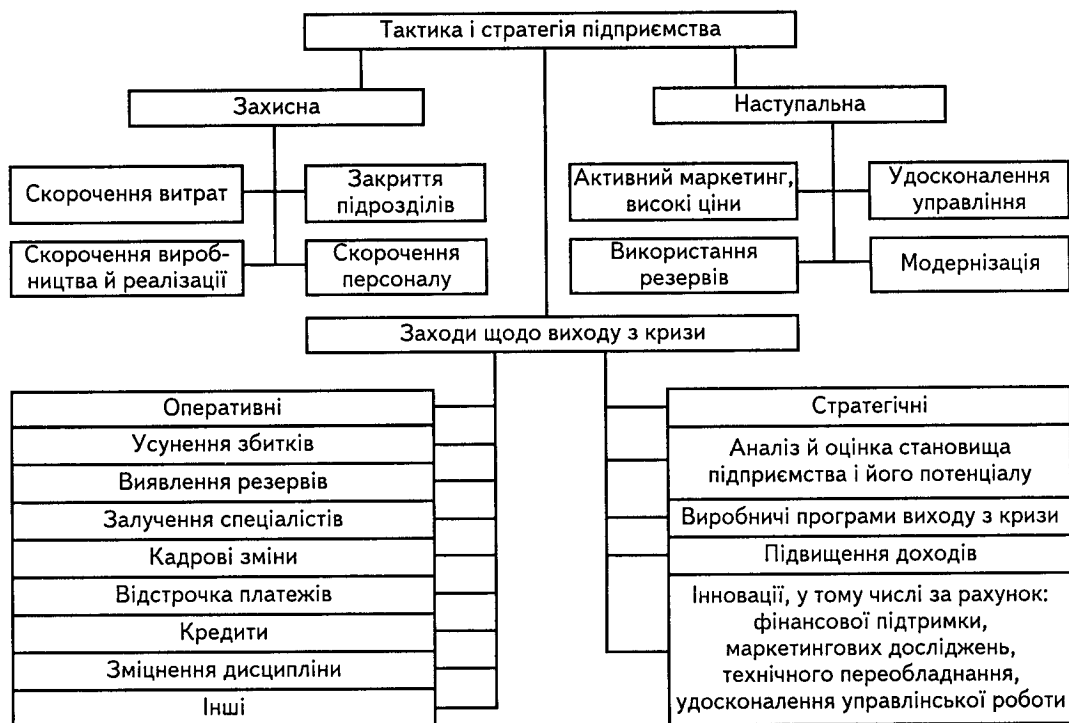 Тактика і стратегія підприємства
Захисна
Наступальна
Скорочення витрат
Закриття
підрозділів
Активний маркетинг,
високі ціни
Удосконалення
управління
Скорочення вироб-
ництва й реалізації
Скорочення
персоналу
Використання
резервів
Модернізація
Заходи щодо виходу з кризи
Оперативні
Усунення збитків
Виявлення резервів
Залучення спеціалістів
Кадрові зміни
Відстрочка платежів
Кредити
Зміцнення дисципліни
Інші
Стратегічні
Аналіз й оцінка становища
підприємства і його потенціалу
Виробничі програми виходу з кризи
Підвищення доходів
Інновації, у тому числі за рахунок:
фінансової підтримки,
маркетингових досліджень,
технічного переобладнання,
удосконалення управлінської роботи